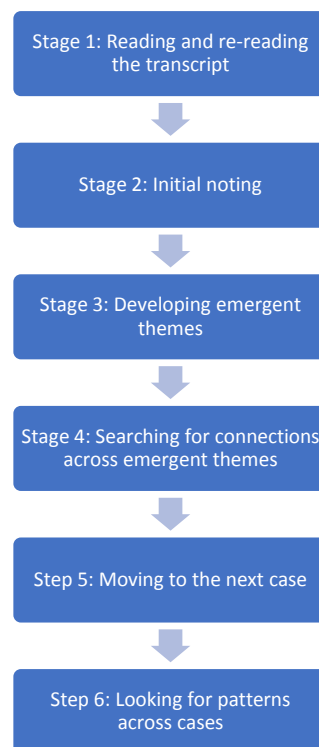 Stage 1: Reading and re-reading
the transcript
Stage 2: Initial noting
Stage 3: Developing emergent
themes
Stage 4: Searching for connections
across emergent themes
Step 5: Moving to the next case
Step 6: Looking for patterns
across cases